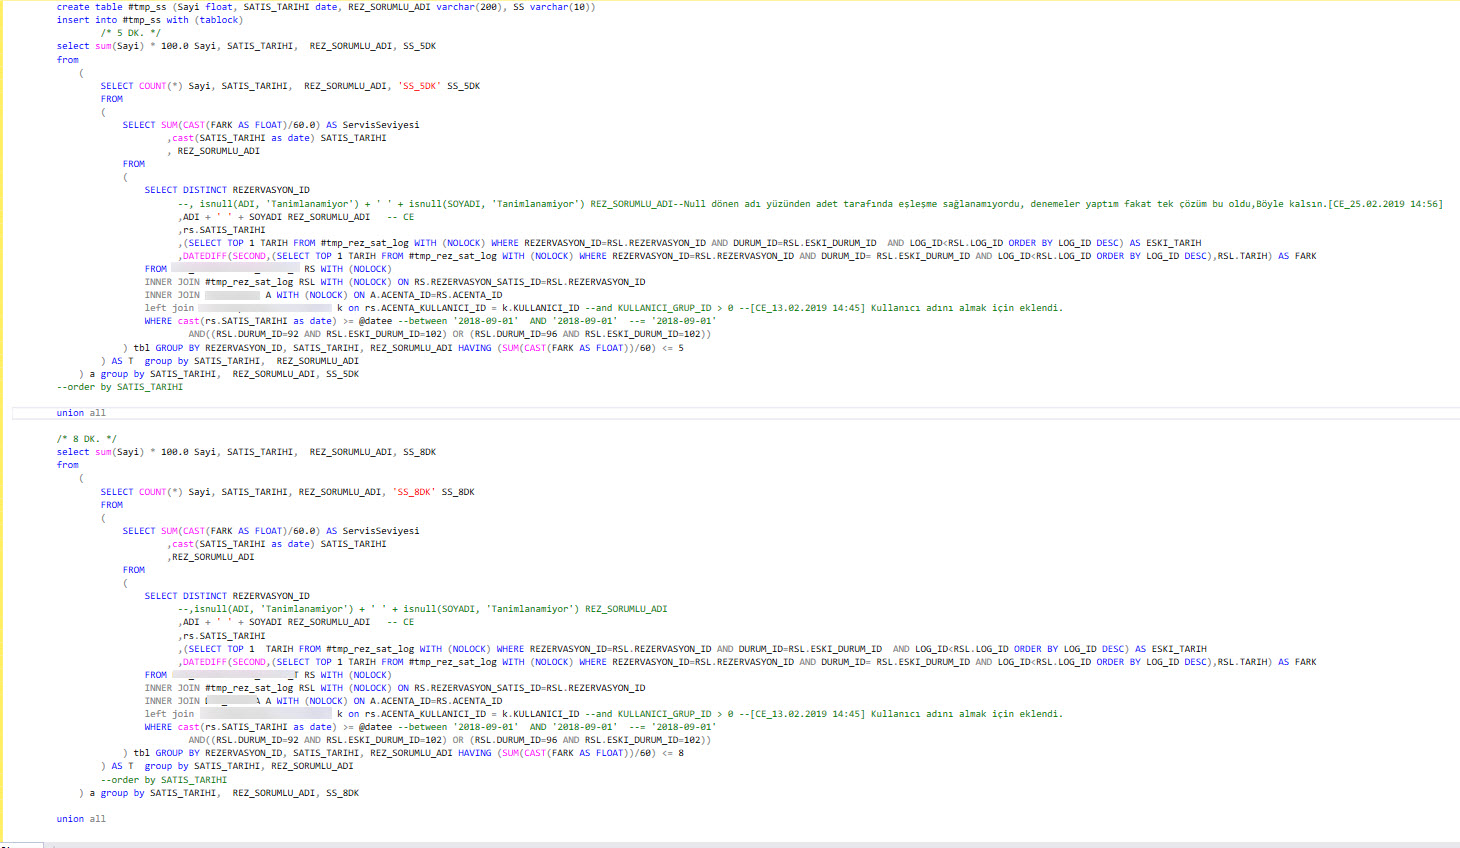 create table #tmp_ss (Sayi float, SATIS_TARIHI date, REZ_SORUMLU_ADI varchar(200), SS varchar(10))
insert into #tmp_ss with (tablock)
/* 5 DK. */
select sum(Sayi) * 100.0 Sayi, SATIS_TARIHI,  REZ_SORUMLU_ADI, SS_5DK
from
(
SELECT COUNT(*) Sayi, SATIS_TARIHI,  REZ_SORUMLU_ADI, 'SS_5DK' SS_5DK
FROM
(
SELECT SUM(CAST(FARK AS FLOAT)/60.0) AS ServisSeviyesi
,cast(SATIS_TARIHI as date) SATIS_TARIHI
, REZ_SORUMLU_ADI
FROM
(
SELECT DISTINCT REZERVASYON_ID
--, isnull(ADI, 'Tanimlanamiyor') + ' ' + isnull(SOYADI, 'Tanimlanamiyor') REZ_SORUMLU_ADI--Null dönen adı yüzünden adet tarafında eşleşme sağlanamıyordu, denemeler yaptım fakat tek çözüm bu oldu,Böyle kalsın.[CE_25.02.2019 14:56]
,ADI + ' ' + SOYADI REZ_SORUMLU_ADI   -- CE
,rs.SATIS_TARIHI
,(SELECT TOP 1 TARIH FROM #tmp_rez_sat_log WITH (NOLOCK) WHERE REZERVASYON_ID=RSL.REZERVASYON_ID AND DURUM_ID=RSL.ESKI_DURUM_ID  AND LOG_ID<RSL.LOG_ID ORDER BY LOG_ID DESC) AS ESKI_TARIH
,DATEDIFF(SECOND,(SELECT TOP 1 TARIH FROM #tmp_rez_sat_log WITH (NOLOCK) WHERE REZERVASYON_ID=RSL.REZERVASYON_ID AND DURUM_ID= RSL.ESKI_DURUM_ID AND LOG_ID<RSL.LOG_ID ORDER BY LOG_ID DESC),RSL.TARIH) AS FARK
FROM RS WITH (NOLOCK)
INNER JOIN #tmp_rez_sat_log RSL WITH (NOLOCK) ON RS.REZERVASYON_SATIS_ID=RSL.REZERVASYON_ID
INNER JOIN A WITH (NOLOCK) ON A.ACENTA_ID=RS.ACENTA_ID
left join k on rs.ACENTA_KULLANICI_ID = k.KULLANICI_ID --and KULLANICI_GRUP_ID > 0 --[CE_13.02.2019 14:45] Kullanıcı adını almak için eklendi.
WHERE cast(rs.SATIS_TARIHI as date) >= @datee --between '2018-09-01'  AND '2018-09-01'  --= '2018-09-01'
AND((RSL.DURUM_ID=92 AND RSL.ESKI_DURUM_ID=102) OR (RSL.DURUM_ID=96 AND RSL.ESKI_DURUM_ID=102))
) tbl GROUP BY REZERVASYON_ID, SATIS_TARIHI, REZ_SORUMLU_ADI HAVING (SUM(CAST(FARK AS FLOAT))/60) <= 5
) AS T  group by SATIS_TARIHI,  REZ_SORUMLU_ADI
) a group by SATIS_TARIHI,  REZ_SORUMLU_ADI, SS_5DK
--order by SATIS_TARIHI
union all
/* 8 DK. */
select sum(Sayi) * 100.0 Sayi, SATIS_TARIHI,  REZ_SORUMLU_ADI, SS_8DK
from
(
SELECT COUNT(*) Sayi, SATIS_TARIHI, REZ_SORUMLU_ADI, 'SS_8DK' SS_8DK
FROM
(
SELECT SUM(CAST(FARK AS FLOAT)/60.0) AS ServisSeviyesi
,cast(SATIS_TARIHI as date) SATIS_TARIHI
,REZ_SORUMLU_ADI
FROM
(
SELECT DISTINCT REZERVASYON_ID
--,isnull(ADI, 'Tanimlanamiyor') + ' ' + isnull(SOYADI, 'Tanimlanamiyor') REZ_SORUMLU_ADI
,ADI + ' ' + SOYADI REZ_SORUMLU_ADI   -- CE
,rs.SATIS_TARIHI
,(SELECT TOP 1  TARIH FROM #tmp_rez_sat_log WITH (NOLOCK) WHERE REZERVASYON_ID=RSL.REZERVASYON_ID AND DURUM_ID=RSL.ESKI_DURUM_ID  AND LOG_ID<RSL.LOG_ID ORDER BY LOG_ID DESC) AS ESKI_TARIH
,DATEDIFF(SECOND,(SELECT TOP 1 TARIH FROM #tmp_rez_sat_log WITH (NOLOCK) WHERE REZERVASYON_ID=RSL.REZERVASYON_ID AND DURUM_ID= RSL.ESKI_DURUM_ID AND LOG_ID<RSL.LOG_ID ORDER BY LOG_ID DESC),RSL.TARIH) AS FARK
FROM RS WITH (NOLOCK)
INNER JOIN #tmp_rez_sat_log RSL WITH (NOLOCK) ON RS.REZERVASYON_SATIS_ID=RSL.REZERVASYON_ID
INNER JOIN A WITH (NOLOCK) ON A.ACENTA_ID=RS.ACENTA_ID
left join k on rs.ACENTA_KULLANICI_ID = k.KULLANICI_ID --and KULLANICI_GRUP_ID > 0 --[CE_13.02.2019 14:45] Kullanıcı adını almak için eklendi.
WHERE cast(rs.SATIS_TARIHI as date) >= @datee --between '2018-09-01'  AND '2018-09-01'  --= '2018-09-01'
AND((RSL.DURUM_ID=92 AND RSL.ESKI_DURUM_ID=102) OR (RSL.DURUM_ID=96 AND RSL.ESKI_DURUM_ID=102))
) tbl GROUP BY REZERVASYON_ID, SATIS_TARIHI, REZ_SORUMLU_ADI HAVING (SUM(CAST(FARK AS FLOAT))/60) <= 8
) AS T  group by SATIS_TARIHI, REZ_SORUMLU_ADI
--order by SATIS_TARIHI
) a group by SATIS_TARIHI,  REZ_SORUMLU_ADI, SS_8DK
union all